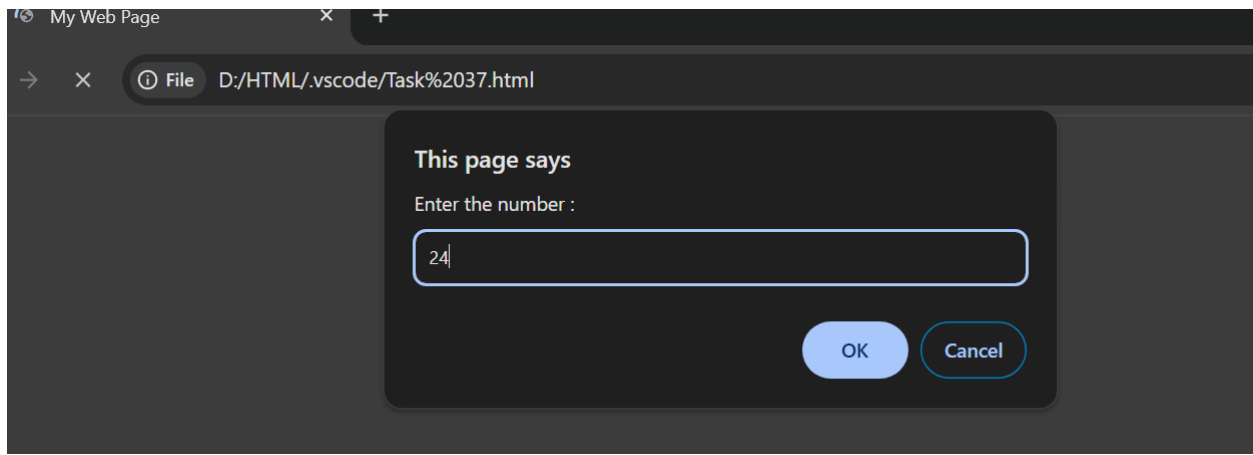 My Web Page
File D:/HTML/.vscode/Task%2037.html
This page says
Enter the number :
24
OK Cancel